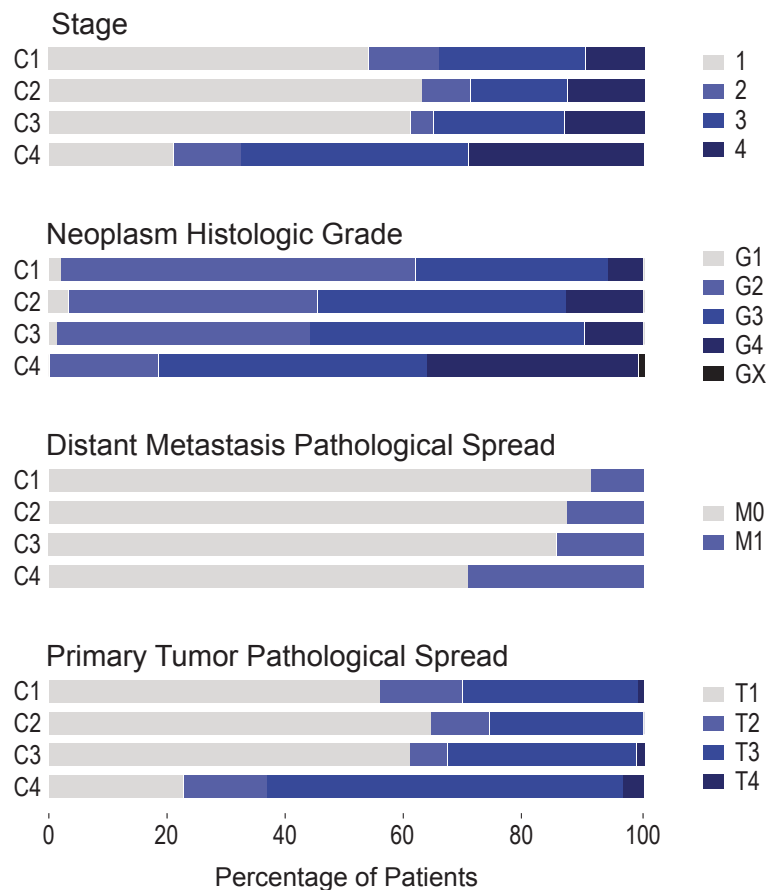 Stage
C1
C2
C3
C4
1
2
3
4
Neoplasm Histologic Grade
C1
C2
C3
C4
G1
G2
G3
G4
GX
Distant Metastasis Pathological Spread
C1
C2
C3
C4
M0
M1
Primary Tumor Pathological Spread
C1
C2
C3
C4
T1
T2
T3
T4
0 20 40 60 80 100
Percentage of Patients